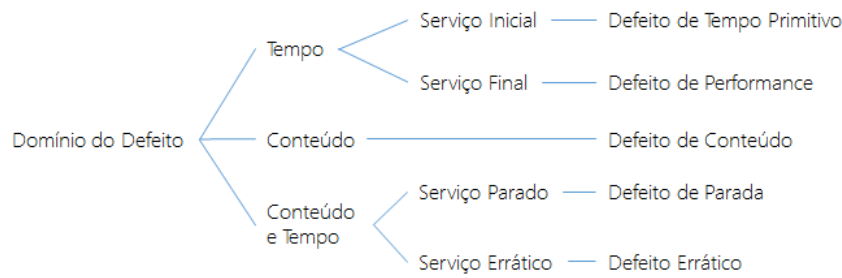 Serviço Inicial
Defeito de Tempo Primitivo
Tempo
Serviço Final
Defeito de Performance
Domínio do Defeito
Conteúdo
Defeito de Conteúdo
Serviço Parado
Defeito de Parada
Conteúdo
e Tempo
Serviço Errático
Defeito Errático